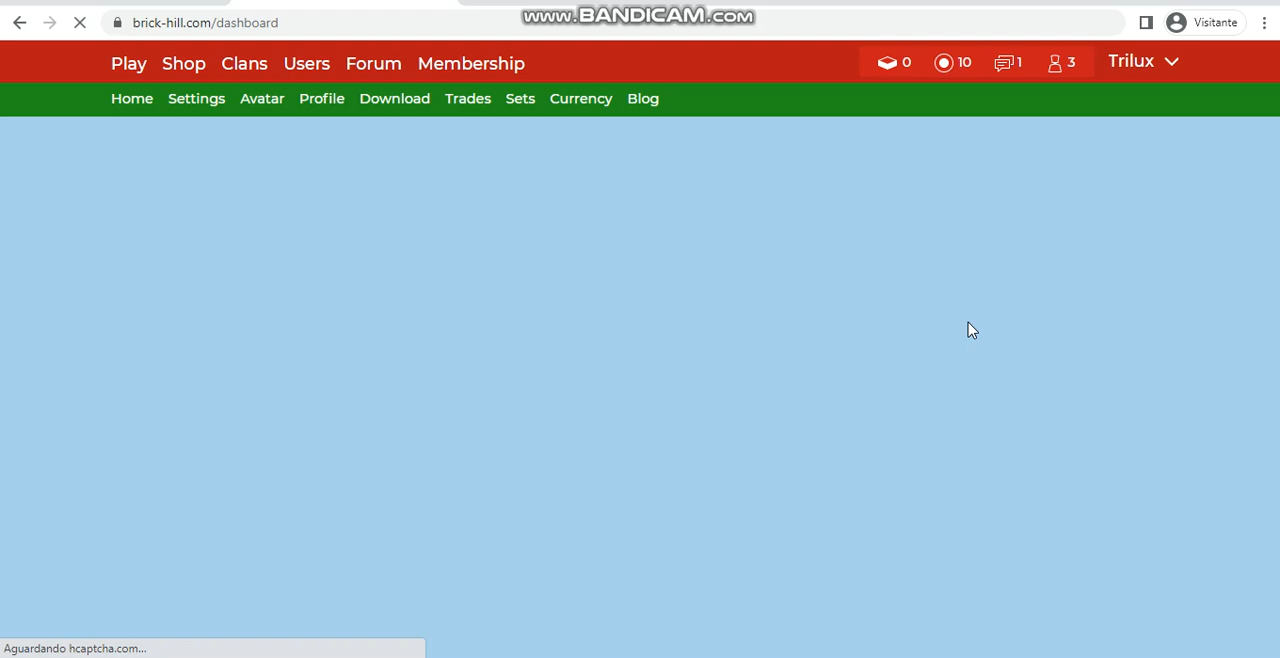 www.BANDICAM.com
brick-hill.com/dashboard
Visitante
Play Shop Clans Users Forum Membership
0 10 1 3 Trilux
Home Settings Avatar Profile Download Trades Sets Currency Blog
Aguardando hcaptcha.com...